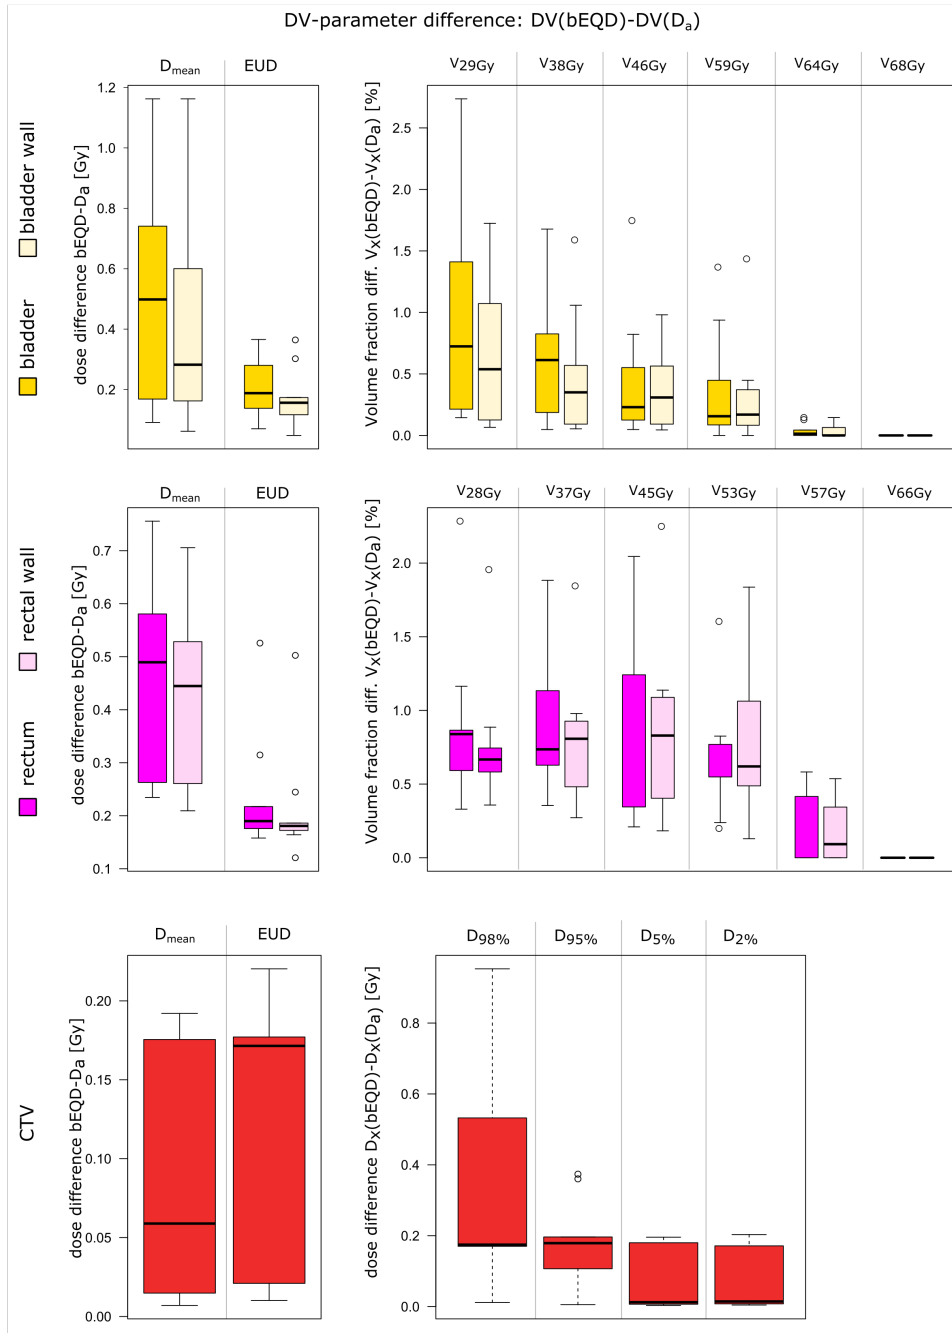 DV-parameter difference: DV(bEQD)-DV(Da)
bladder wall
bladder
dose difference bEQD-Da [Gy]
Dmean EUD
1.2
1.0
0.8
0.6
0.4
0.2
Volume fraction diff. Vx(bEQD)-Vx(Da) [%]
V29Gy V38Gy V46Gy V59Gy V64Gy V68Gy
2.5
2.0
1.5
1.0
0.5
0.0
rectal wall
rectum
dose difference bEQD-Da [Gy]
Dmean EUD
0.7
0.6
0.5
0.4
0.3
0.2
0.1
Volume fraction diff. Vx(bEQD)-Vx(Da) [%]
V28Gy V37Gy V45Gy V53Gy V57Gy V66Gy
2.0
1.5
1.0
0.5
0.0
CTV
dose difference bEQD-Da [Gy]
Dmean EUD
0.20
0.15
0.10
0.05
0.00
dose difference Dx(bEQD)-Dx(Da) [Gy]
D98% D95% D5% D2%
0.8
0.6
0.4
0.2
0.0